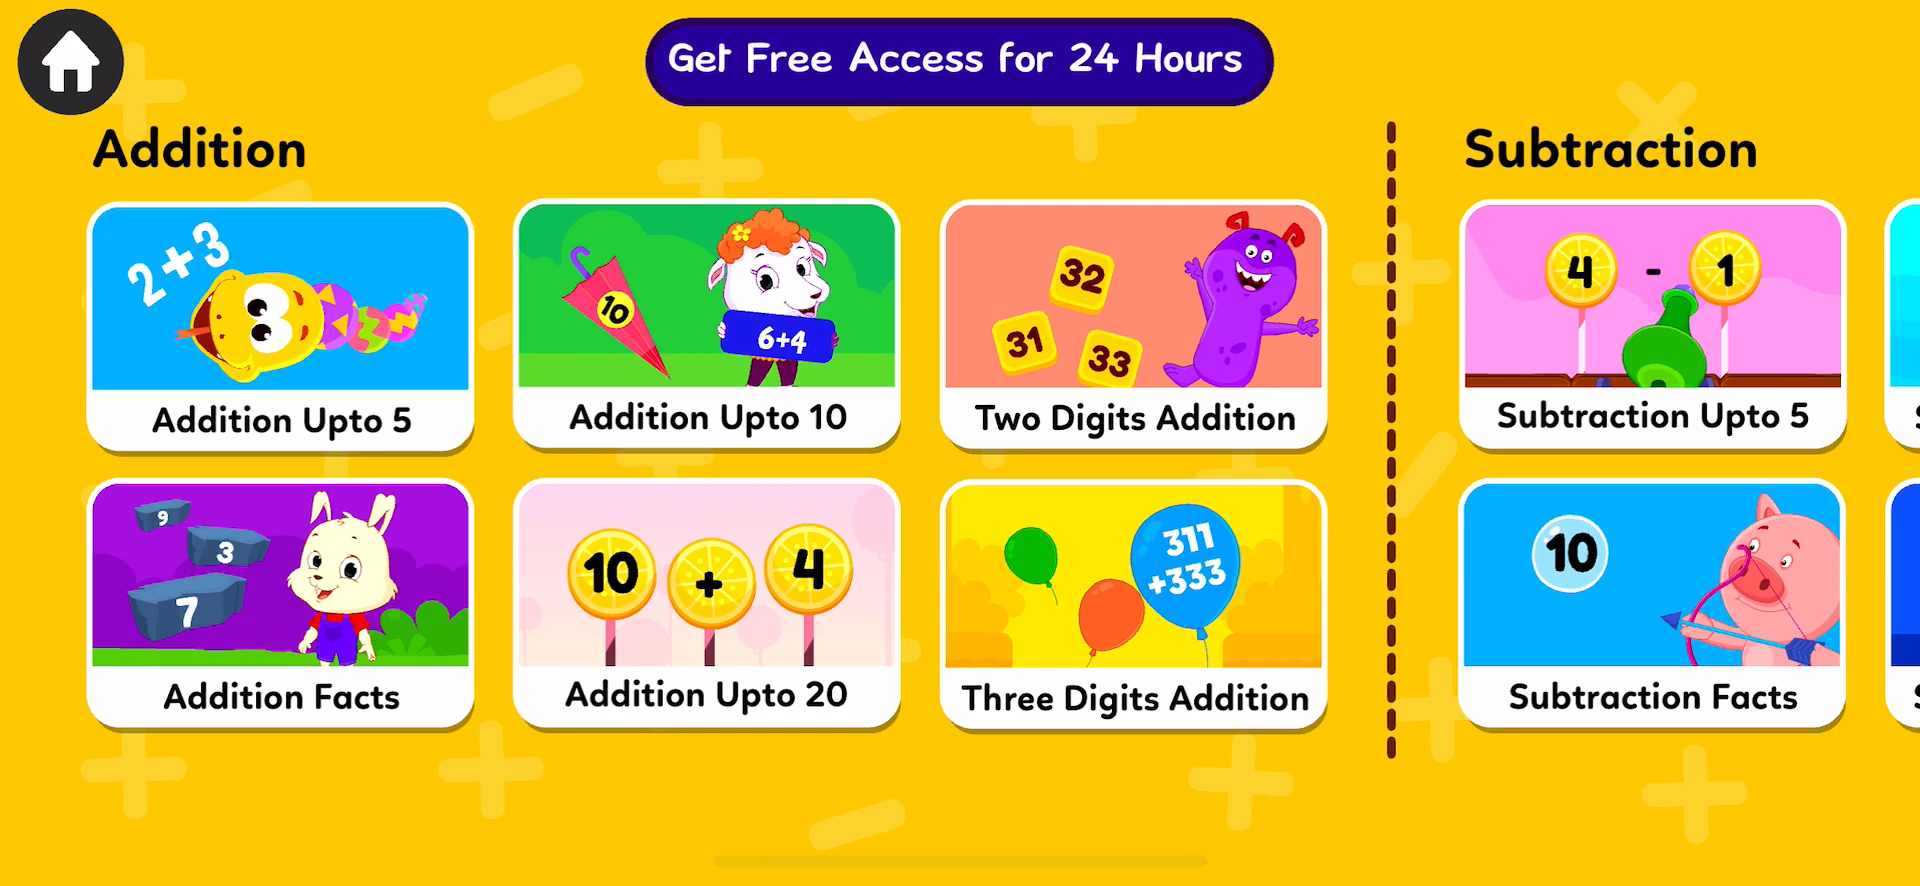 Get Free Access for 24 Hours
Addition
Subtraction
2+3
Addition Upto 5
10
6+4
Addition Upto 10
32
31
33
Two Digits Addition
4 - 1
Subtraction Upto 5
9
3
7
Addition Facts
10 + 4
Addition Upto 20
311
+333
Three Digits Addition
10
Subtraction Facts